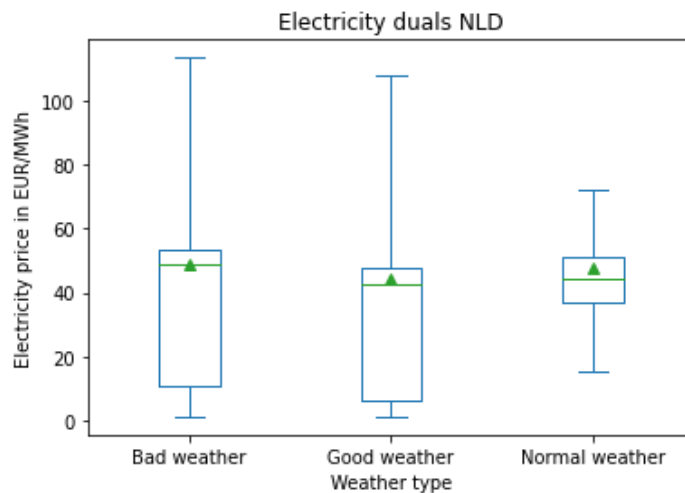 Electricity duals NLD
Electricity price in EUR/MWh
100
80
60
40
20
0
Bad weather
Good weather
Normal weather
Weather type